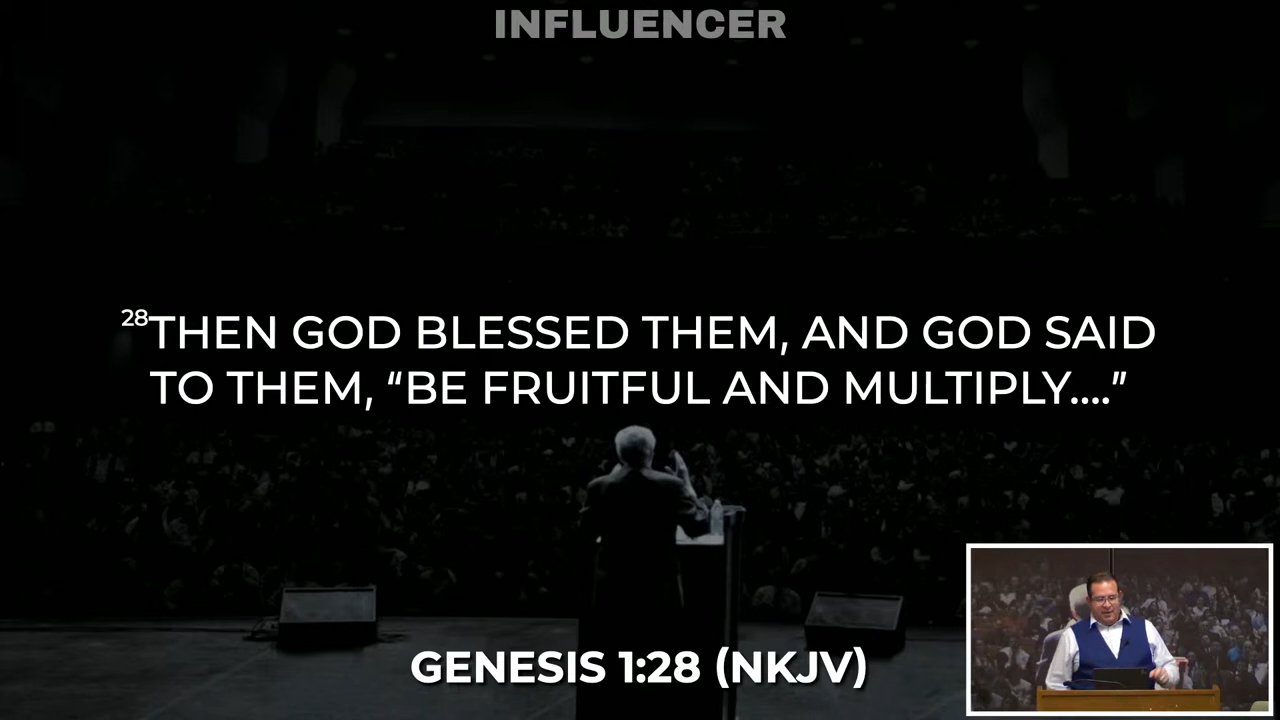 INFLUENCER
28THEN GOD BLESSED THEM, AND GOD SAID
TO THEM, “BE FRUITFUL AND MULTIPLY....”
GENESIS 1:28 (NKJV)